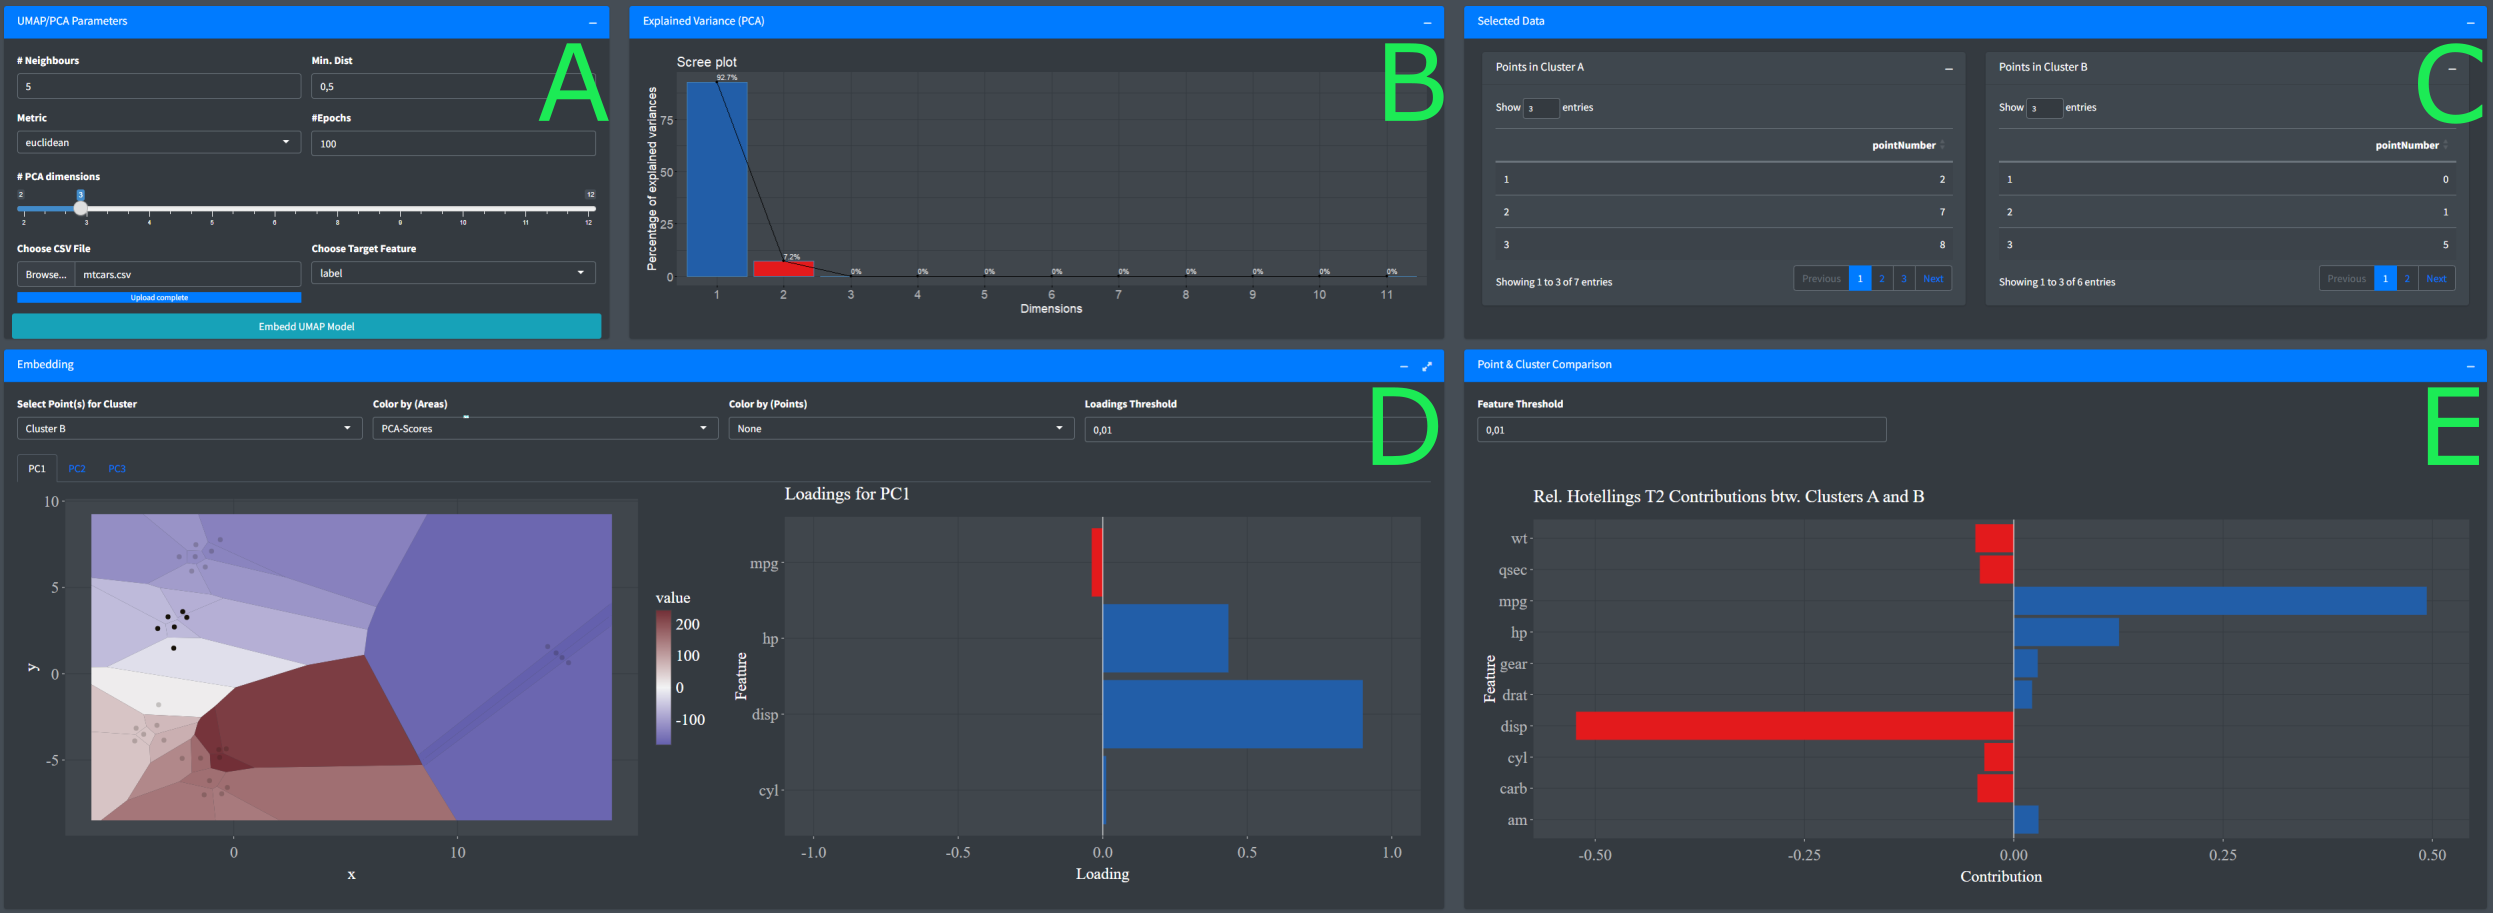 UMAP/PCA Parameters
A
# Neighbours
Min. Dist
5
0,5
Metric
#Epochs
euclidean
100
# PCA dimensions
2
3
12
2 3 4 5 6 7 8 9 10 11 12
Choose CSV File
Choose Target Feature
Browse...
mtcars.csv
label
Upload complete
Embedd UMAP Model
Explained Variance (PCA)
B
Scree plot
92.7%
7.2%
0% 0% 0% 0% 0% 0% 0% 0% 0%
Percentage of explained variances
75
50
25
0
1 2 3 4 5 6 7 8 9 10 11
Dimensions
Selected Data
C
Points in Cluster A
Show 3 entries
pointNumber
1 2
2 7
3 8
Showing 1 to 3 of 7 entries
Previous 1 2 3 Next
Points in Cluster B
Show 3 entries
pointNumber
1 0
2 1
3 5
Showing 1 to 3 of 6 entries
Previous 1 2 Next
Embedding
D
Select Point(s) for Cluster
Color by (Areas)
Color by (Points)
Loadings Threshold
Cluster B
PCA-Scores
None
0,01
PC1 PC2 PC3
10
5
0
-5
y
0 10
x
value
200
100
0
-100
Loadings for PC1
Feature
mpg
hp
disp
cyl
-1.0 -0.5 0.0 0.5 1.0
Loading
Point & Cluster Comparison
E
Feature Threshold
0,01
Rel. Hotellings T2 Contributions btw. Clusters A and B
Feature
wt
qsec
mpg
hp
gear
drat
disp
cyl
carb
am
-0.50 -0.25 0.00 0.25 0.50
Contribution